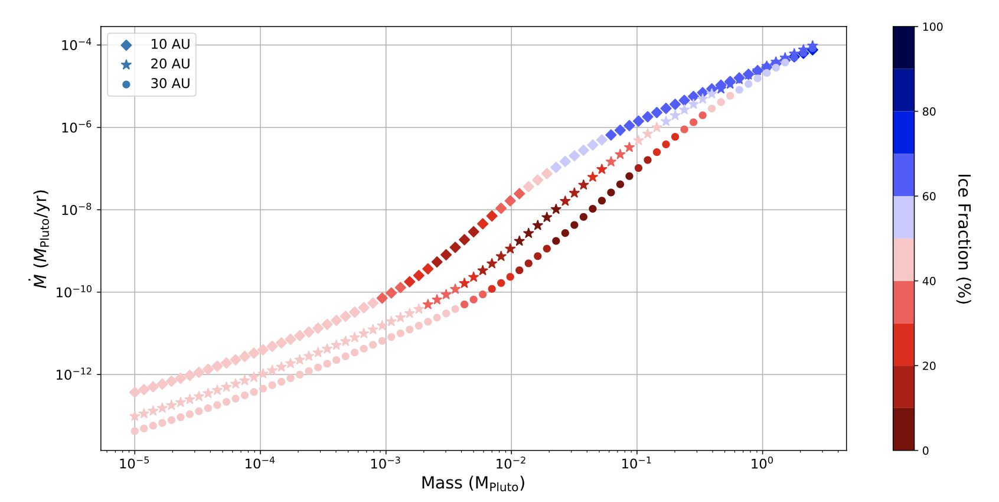 10 AU
20 AU
30 AU
10⁻⁴
10⁻⁶
10⁻⁸
10⁻¹⁰
10⁻¹²
Ṁ (M_Pluto/yr)
10⁻⁵ 10⁻⁴ 10⁻³ 10⁻² 10⁻¹ 10⁰
Mass (M_Pluto)
100
80
60
40
20
0
Ice Fraction (%)